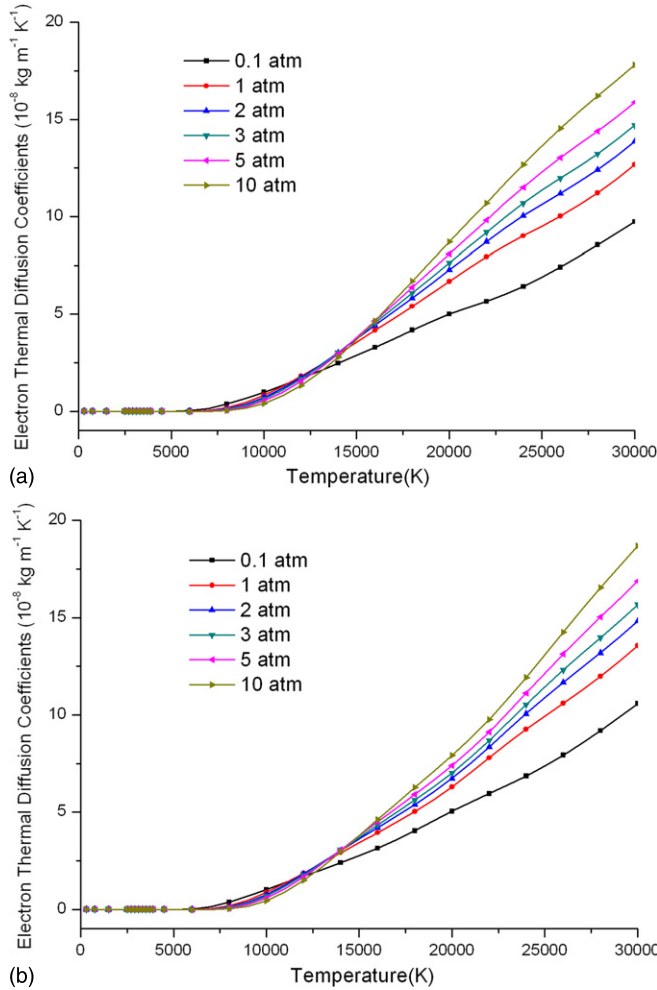 20
15
10
5
0
Electron Thermal Diffusion Coefficients (10⁻⁸ kg m⁻¹ K⁻¹)
0.1 atm
1 atm
2 atm
3 atm
5 atm
10 atm
0 5000 10000 15000 20000 25000 30000
Temperature(K)
(a)
20
15
10
5
0
Electron Thermal Diffusion Coefficients (10⁻⁸ kg m⁻¹ K⁻¹)
0.1 atm
1 atm
2 atm
3 atm
5 atm
10 atm
0 5000 10000 15000 20000 25000 30000
Temperature(K)
(b)